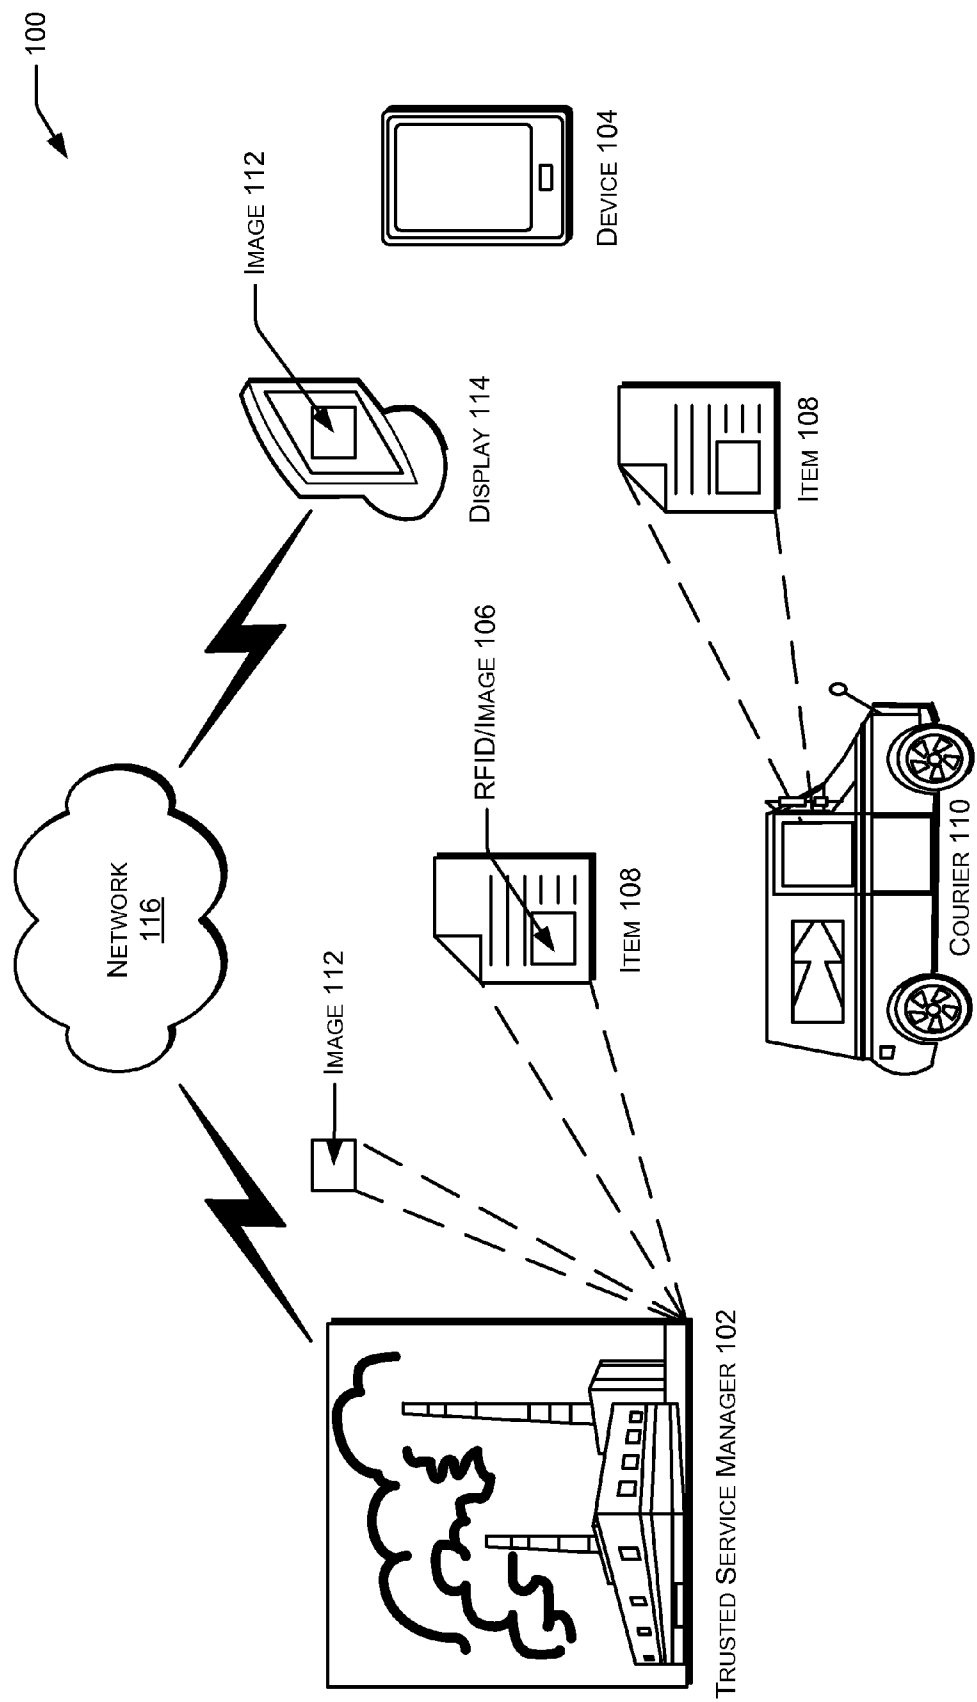 100
NETWORK
116
IMAGE 112
DISPLAY 114
DEVICE 104
IMAGE 112
RFID/IMAGE 106
ITEM 108
ITEM 108
TRUSTED SERVICE MANAGER 102
COURIER 110